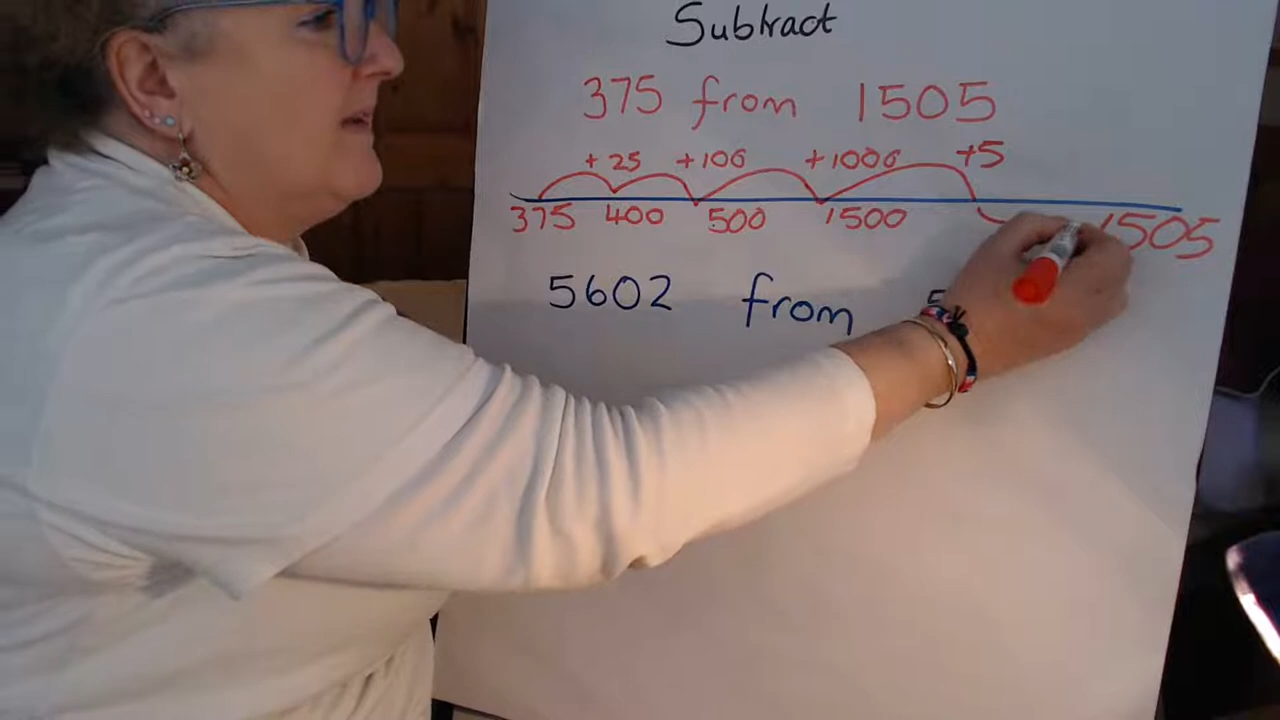 Subtract
375 from 1505
+25 +100 +1000 +5
375 400 500 1500 1505
5602 from